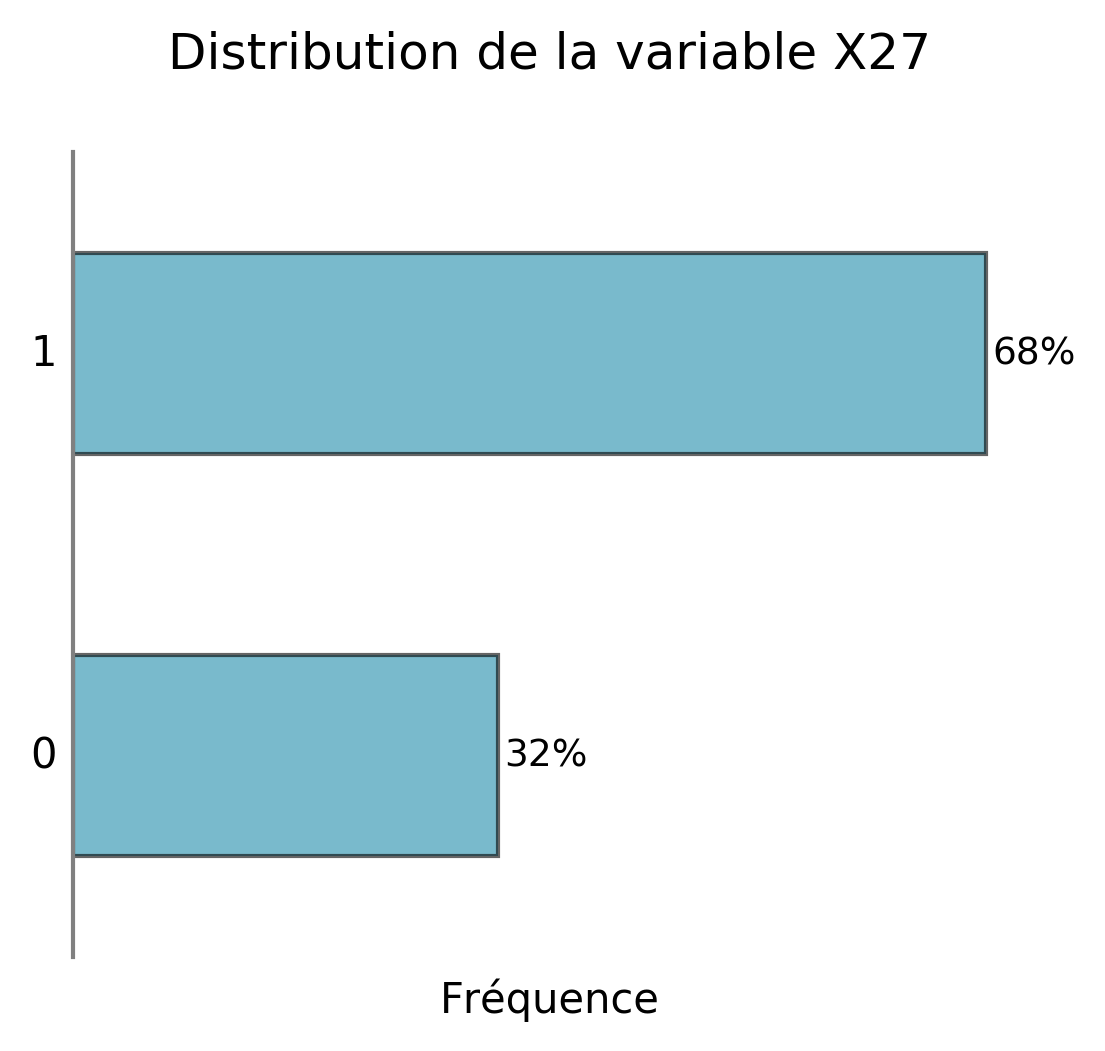 Distribution de la variable X27
1
68%
0
32%
Fréquence